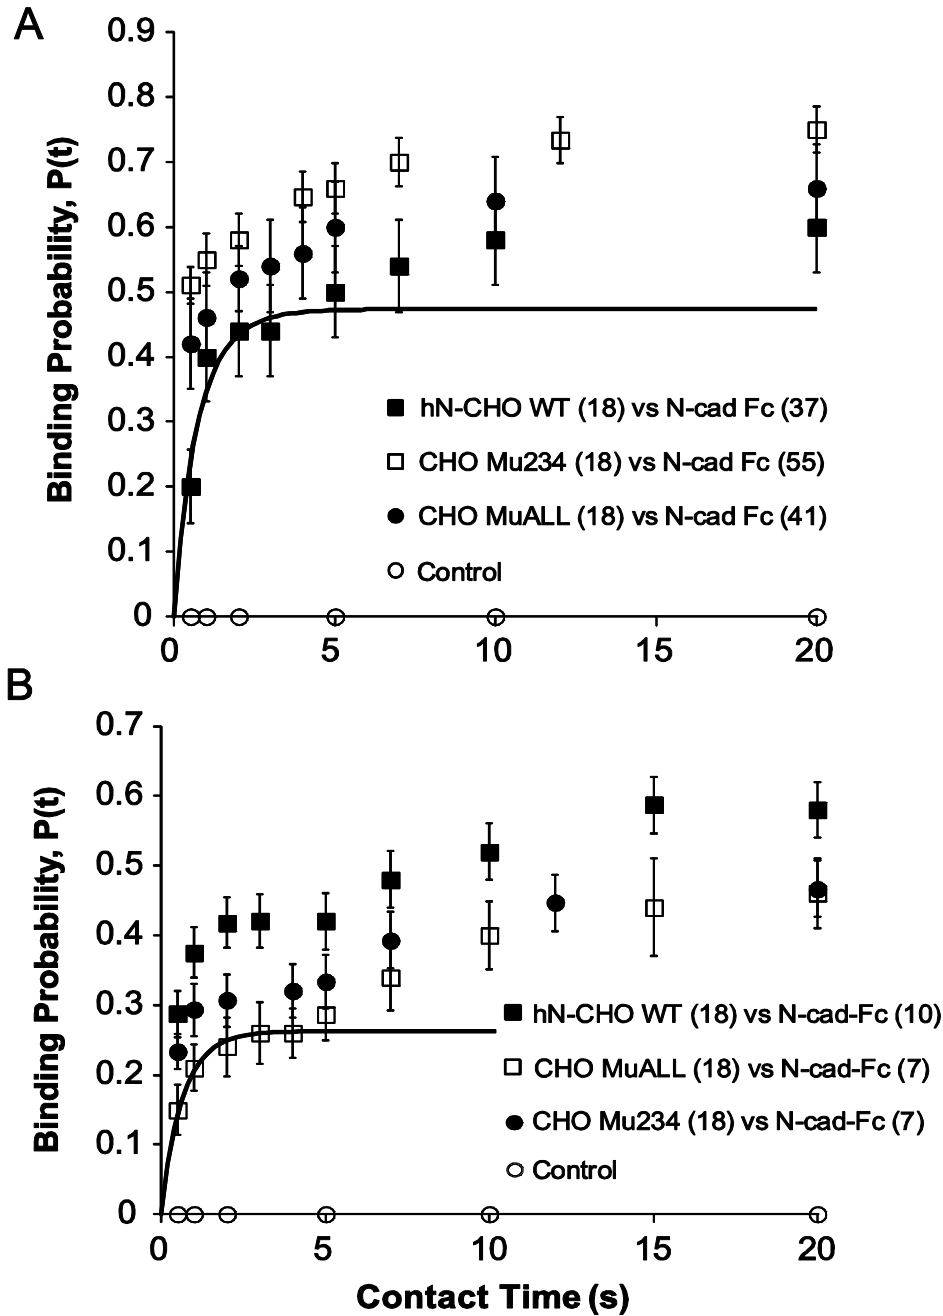 A
Binding Probability, P(t)
0.9
0.8
0.7
0.6
0.5
0.4
0.3
0.2
0.1
0
hN-CHO WT (18) vs N-cad Fc (37)
CHO Mu234 (18) vs N-cad Fc (55)
CHO MuALL (18) vs N-cad Fc (41)
Control
0 5 10 15 20
B
Binding Probability, P(t)
0.7
0.6
0.5
0.4
0.3
0.2
0.1
0
hN-CHO WT (18) vs N-cad-Fc (10)
CHO MuALL (18) vs N-cad-Fc (7)
CHO Mu234 (18) vs N-cad-Fc (7)
Control
0 5 10 15 20
Contact Time (s)